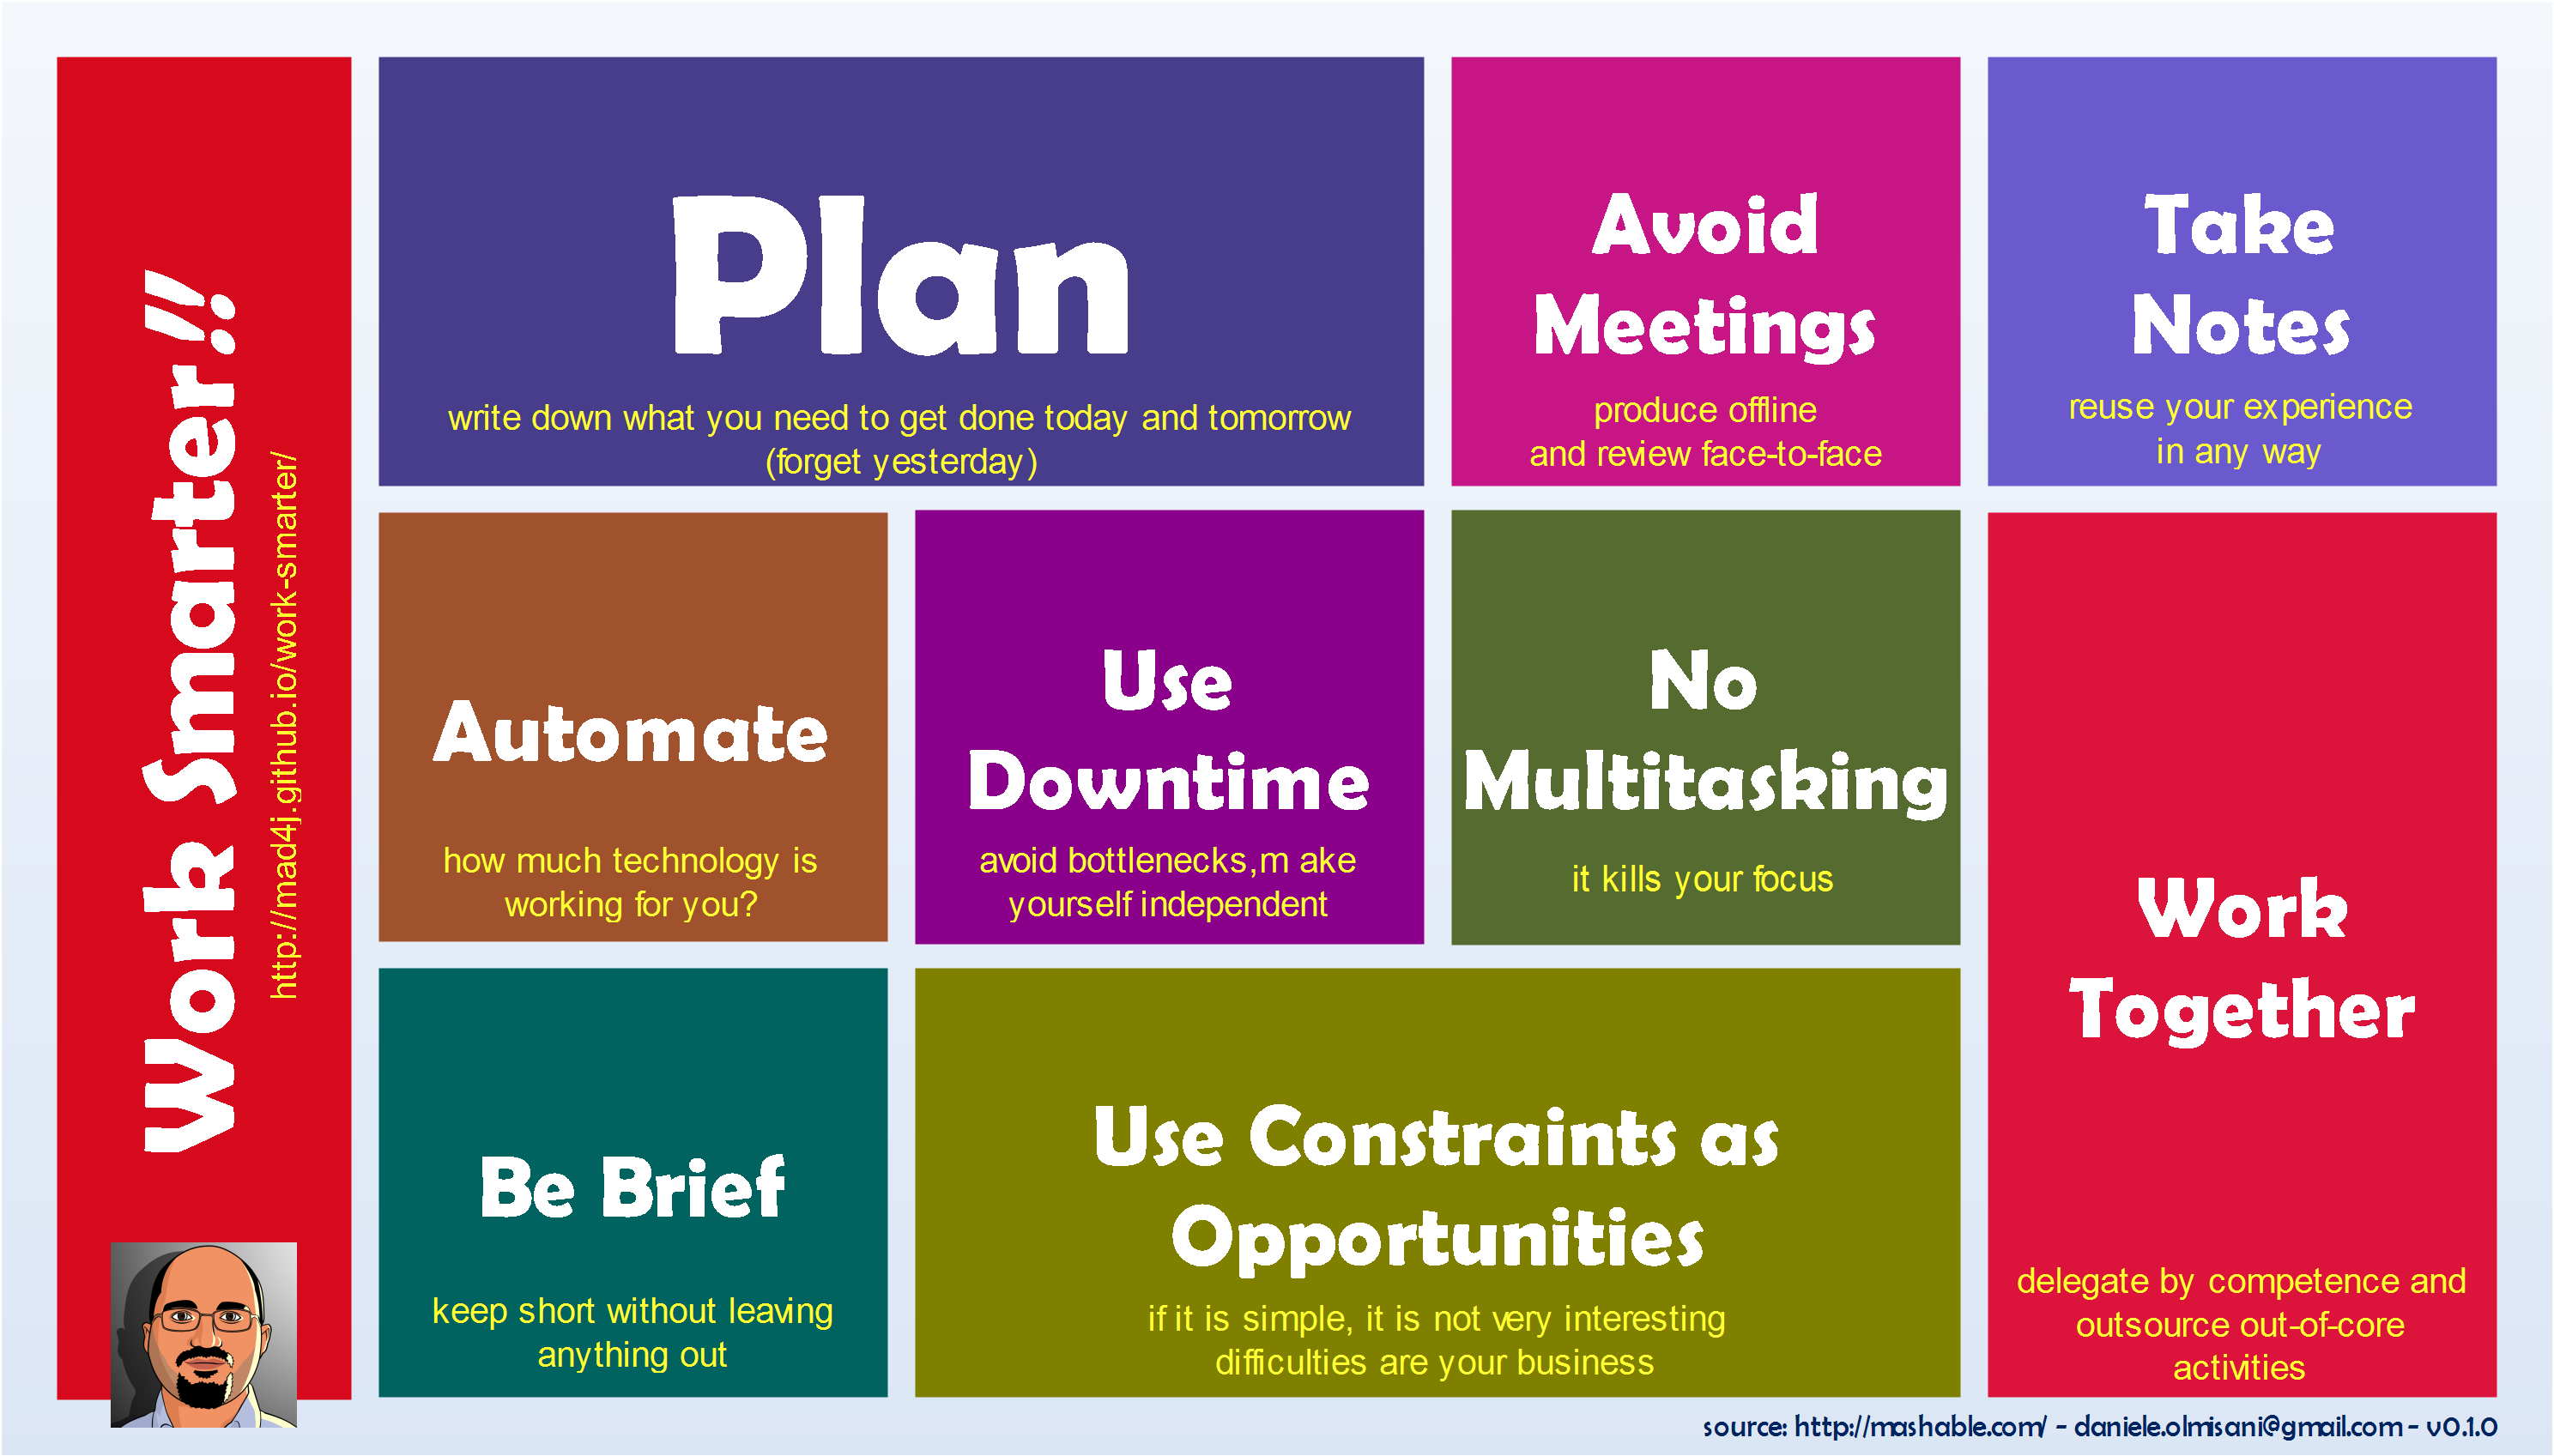 Work Smarter!!
http://mad4j.github.io/work-smarter/
Plan
write down what you need to get done today and tomorrow
(forget yesterday)
Avoid
Meetings
produce offline
and review face-to-face
Take
Notes
reuse your experience
in any way
Automate
how much technology is
working for you?
Use
Downtime
avoid bottlenecks,m ake
yourself independent
No
Multitasking
it kills your focus
Work
Together
delegate by competence and
outsource out-of-core
activities
Be Brief
keep short without leaving
anything out
Use Constraints as
Opportunities
if it is simple, it is not very interesting
difficulties are your business
source: http://mashable.com/ - daniele.olmisani@gmail.com - v0.1.0